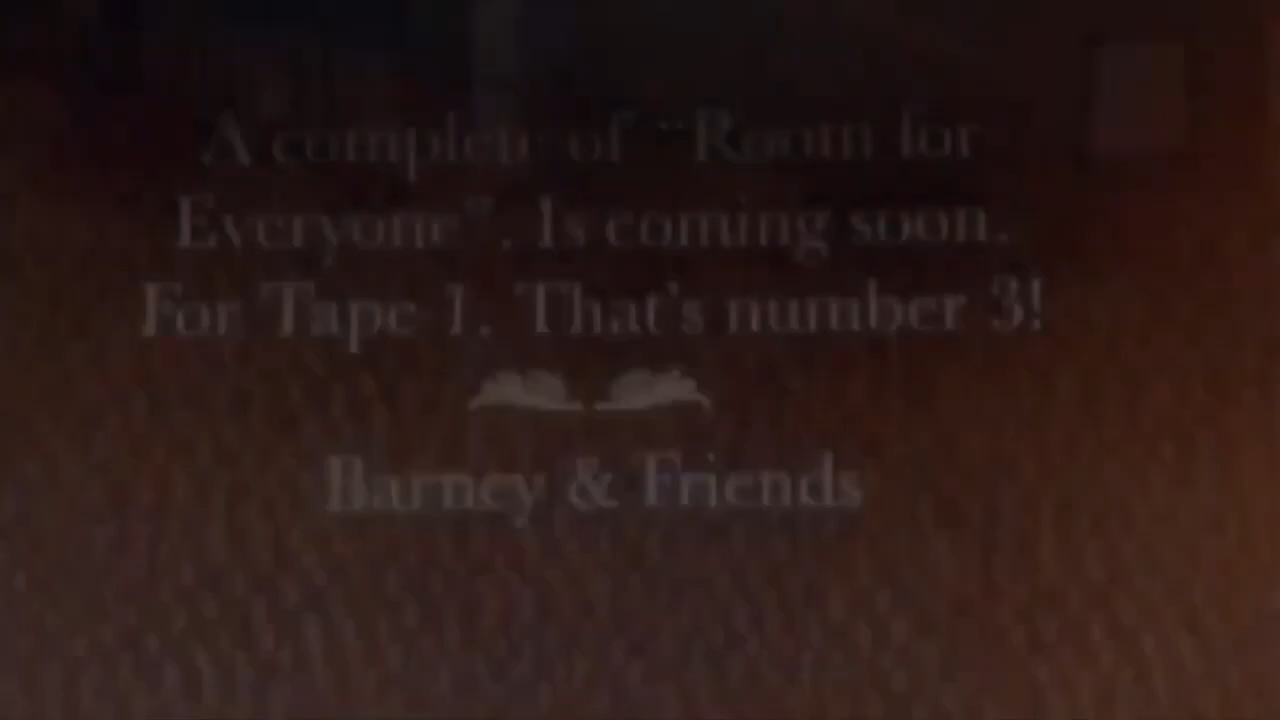 A complete of "Room for
Everyone". Is coming soon.
For Tape 1. That's number 3!
Barney & Friends